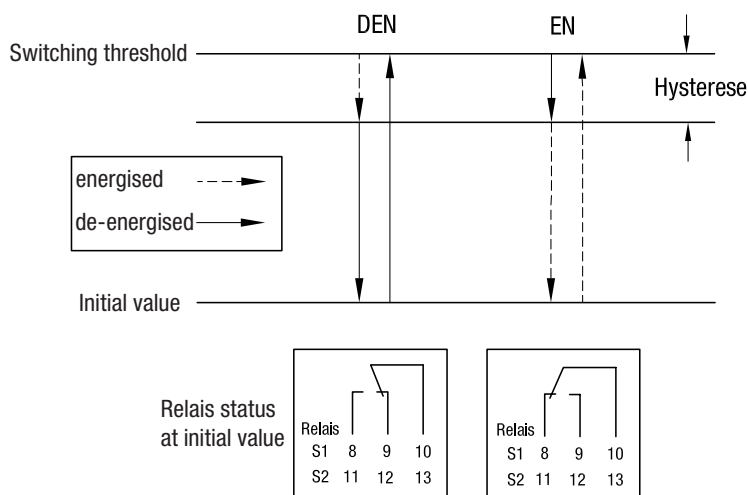 DEN EN
Switching threshold
Hysterese
energised
de-energised
Initial value
Relais status
at initial value
Relais
S1 8 9 10
S2 11 12 13
Relais
S1 8 9 10
S2 11 12 13